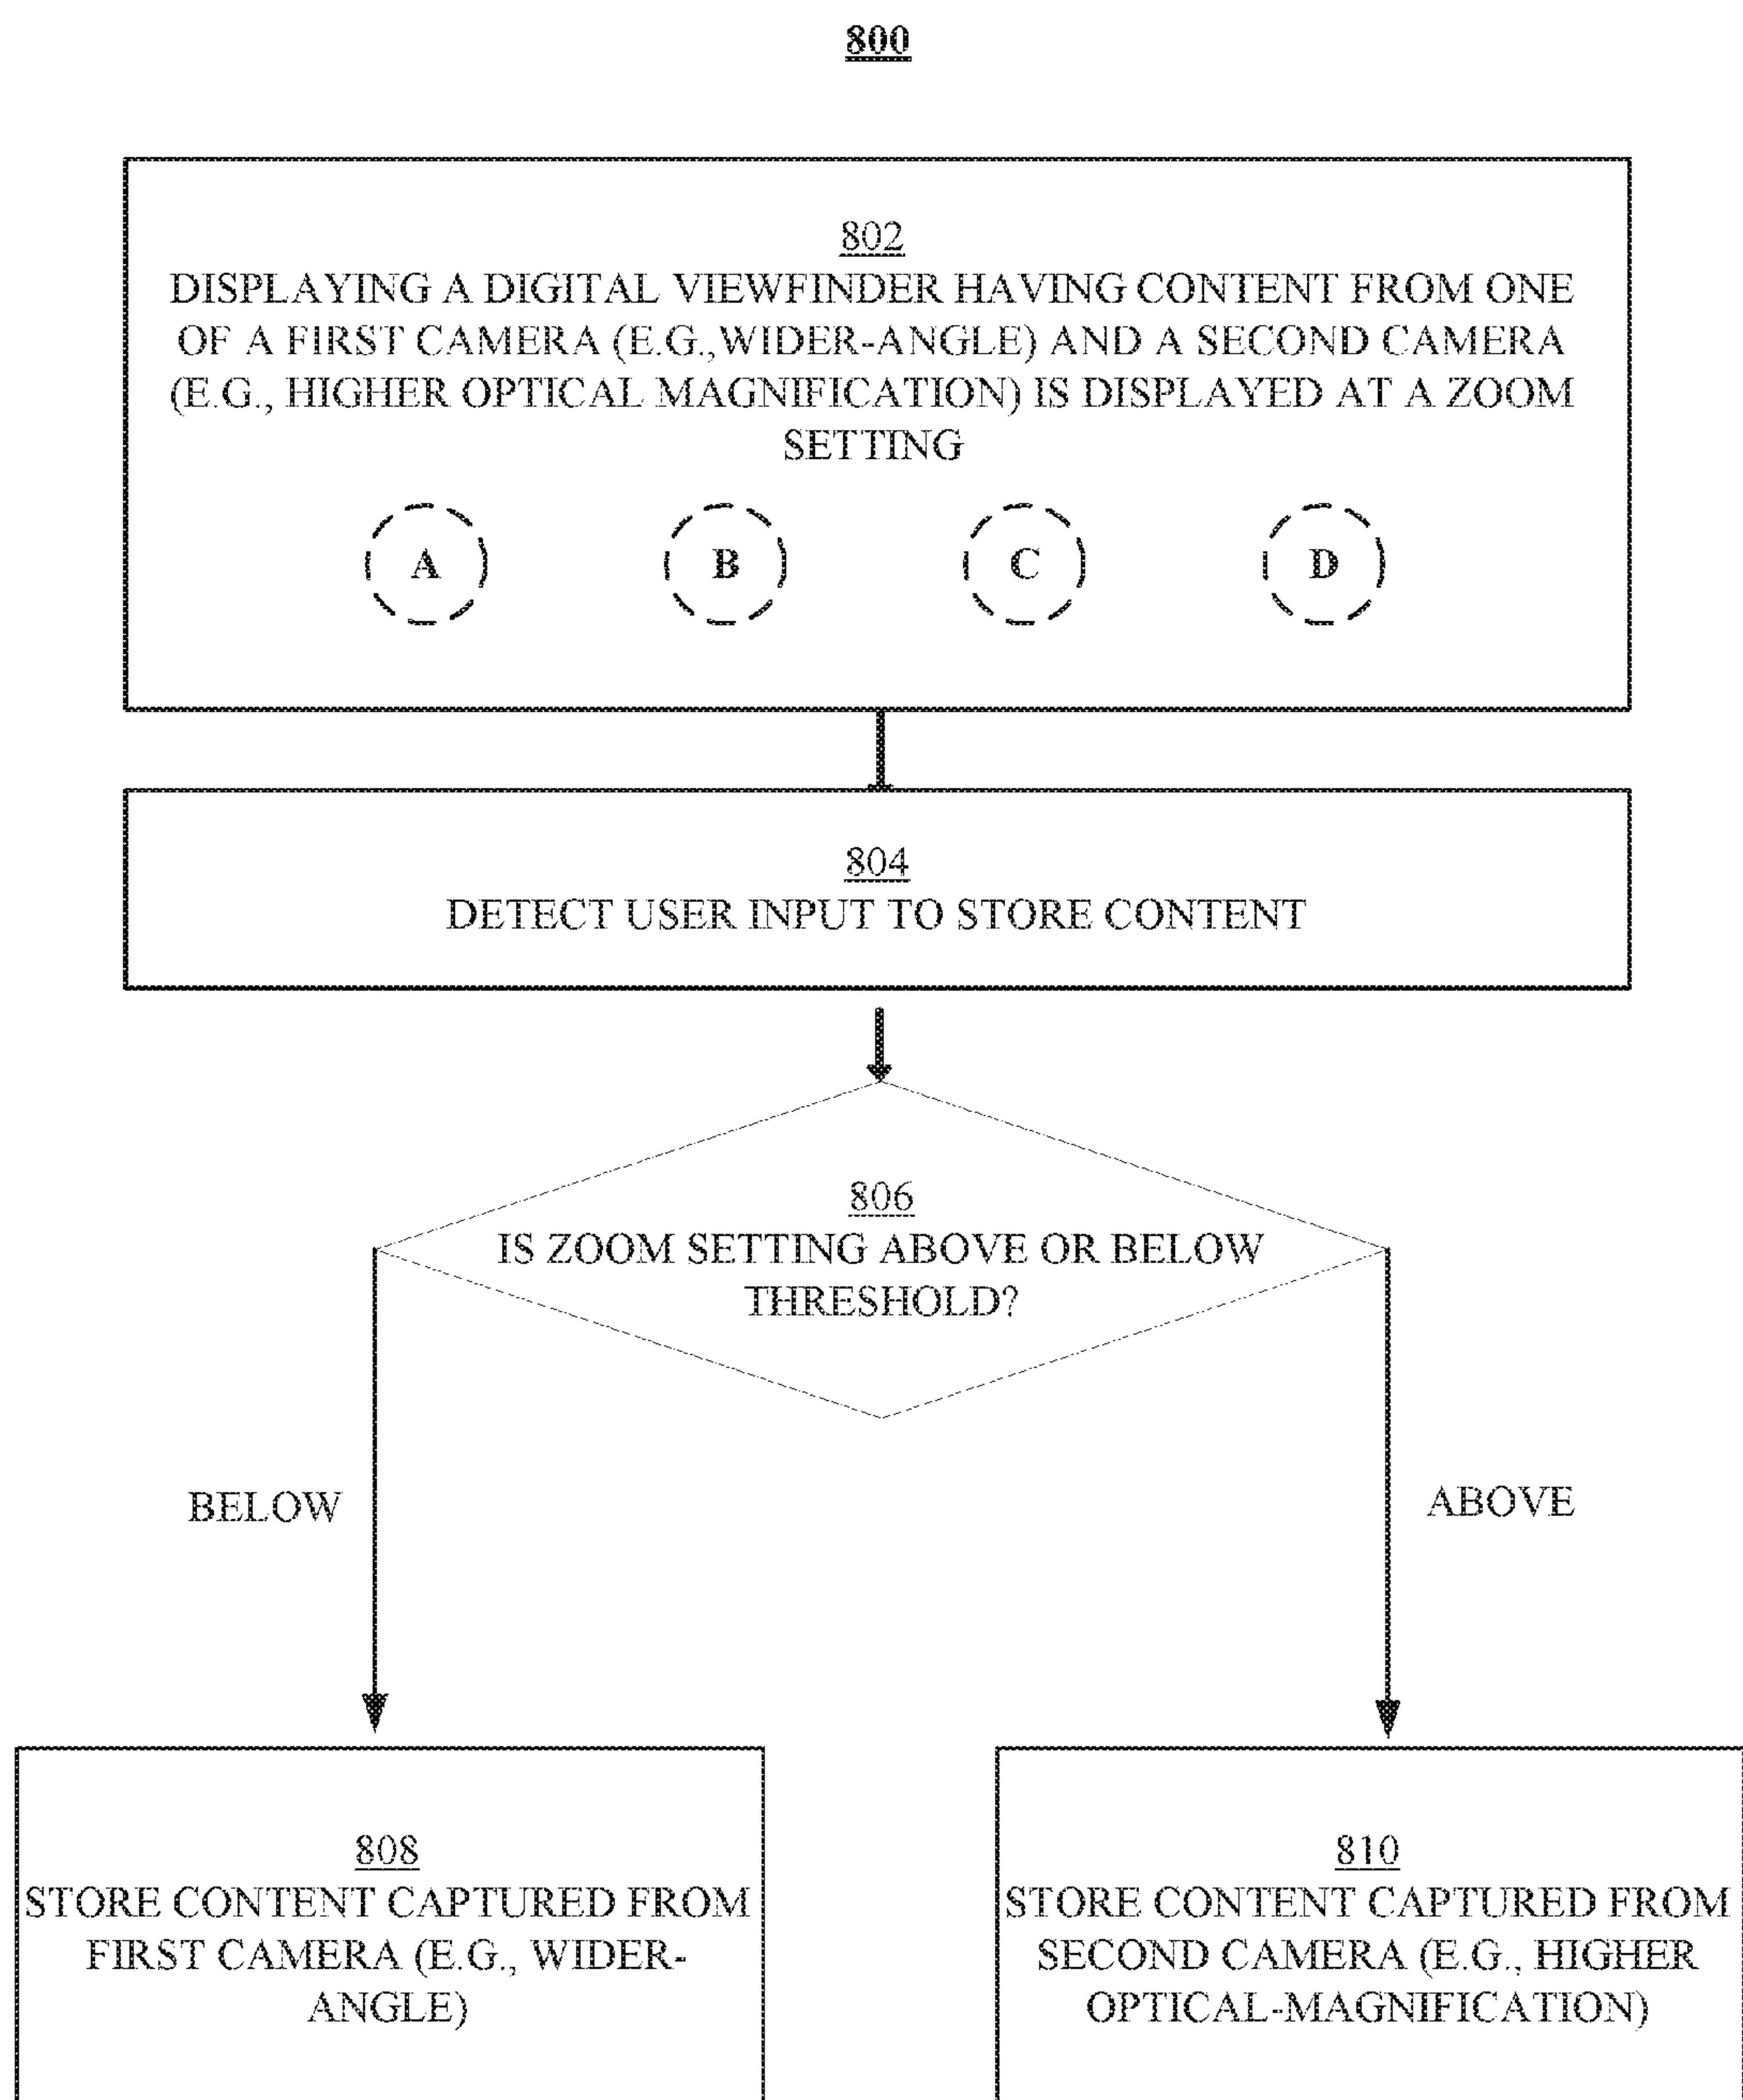 800
802
DISPLAYING A DIGITAL VIEWFINDER HAVING CONTENT FROM ONE
OF A FIRST CAMERA (E.G.,WIDER-ANGLE) AND A SECOND CAMERA
(E.G., HIGHER OPTICAL MAGNIFICATION) IS DISPLAYED AT A ZOOM
SETTING
A B C D
804
DETECT USER INPUT TO STORE CONTENT
806
IS ZOOM SETTING ABOVE OR BELOW
THRESHOLD?
BELOW
ABOVE
808
STORE CONTENT CAPTURED FROM
FIRST CAMERA (E.G., WIDER-
ANGLE)
810
STORE CONTENT CAPTURED FROM
SECOND CAMERA (E.G., HIGHER
OPTICAL-MAGNIFICATION)